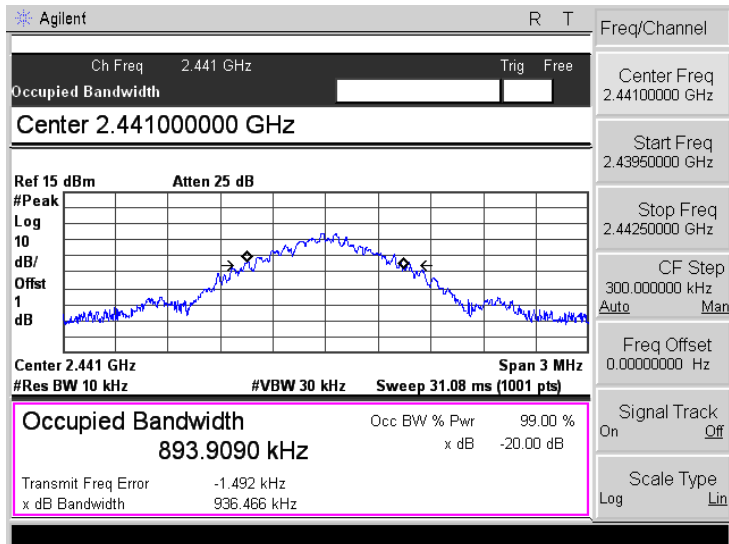 Agilent R T
Ch Freq 2.441 GHz Trig Free
Occupied Bandwidth
Center 2.441000000 GHz
Ref 15 dBm Atten 25 dB
#Peak
Log
10
dB/
Offst
1
dB
Center 2.441 GHz Span 3 MHz
#Res BW 10 kHz #VBW 30 kHz Sweep 31.08 ms (1001 pts)
Occupied Bandwidth Occ BW % Pwr 99.00 %
893.9090 kHz x dB -20.00 dB
Transmit Freq Error -1.492 kHz
x dB Bandwidth 936.466 kHz
Freq/Channel
Center Freq
2.44100000 GHz
Start Freq
2.43950000 GHz
Stop Freq
2.44250000 GHz
CF Step
300.000000 kHz
Auto Man
Freq Offset
0.00000000 Hz
Signal Track
On Off
Scale Type
Log Lin